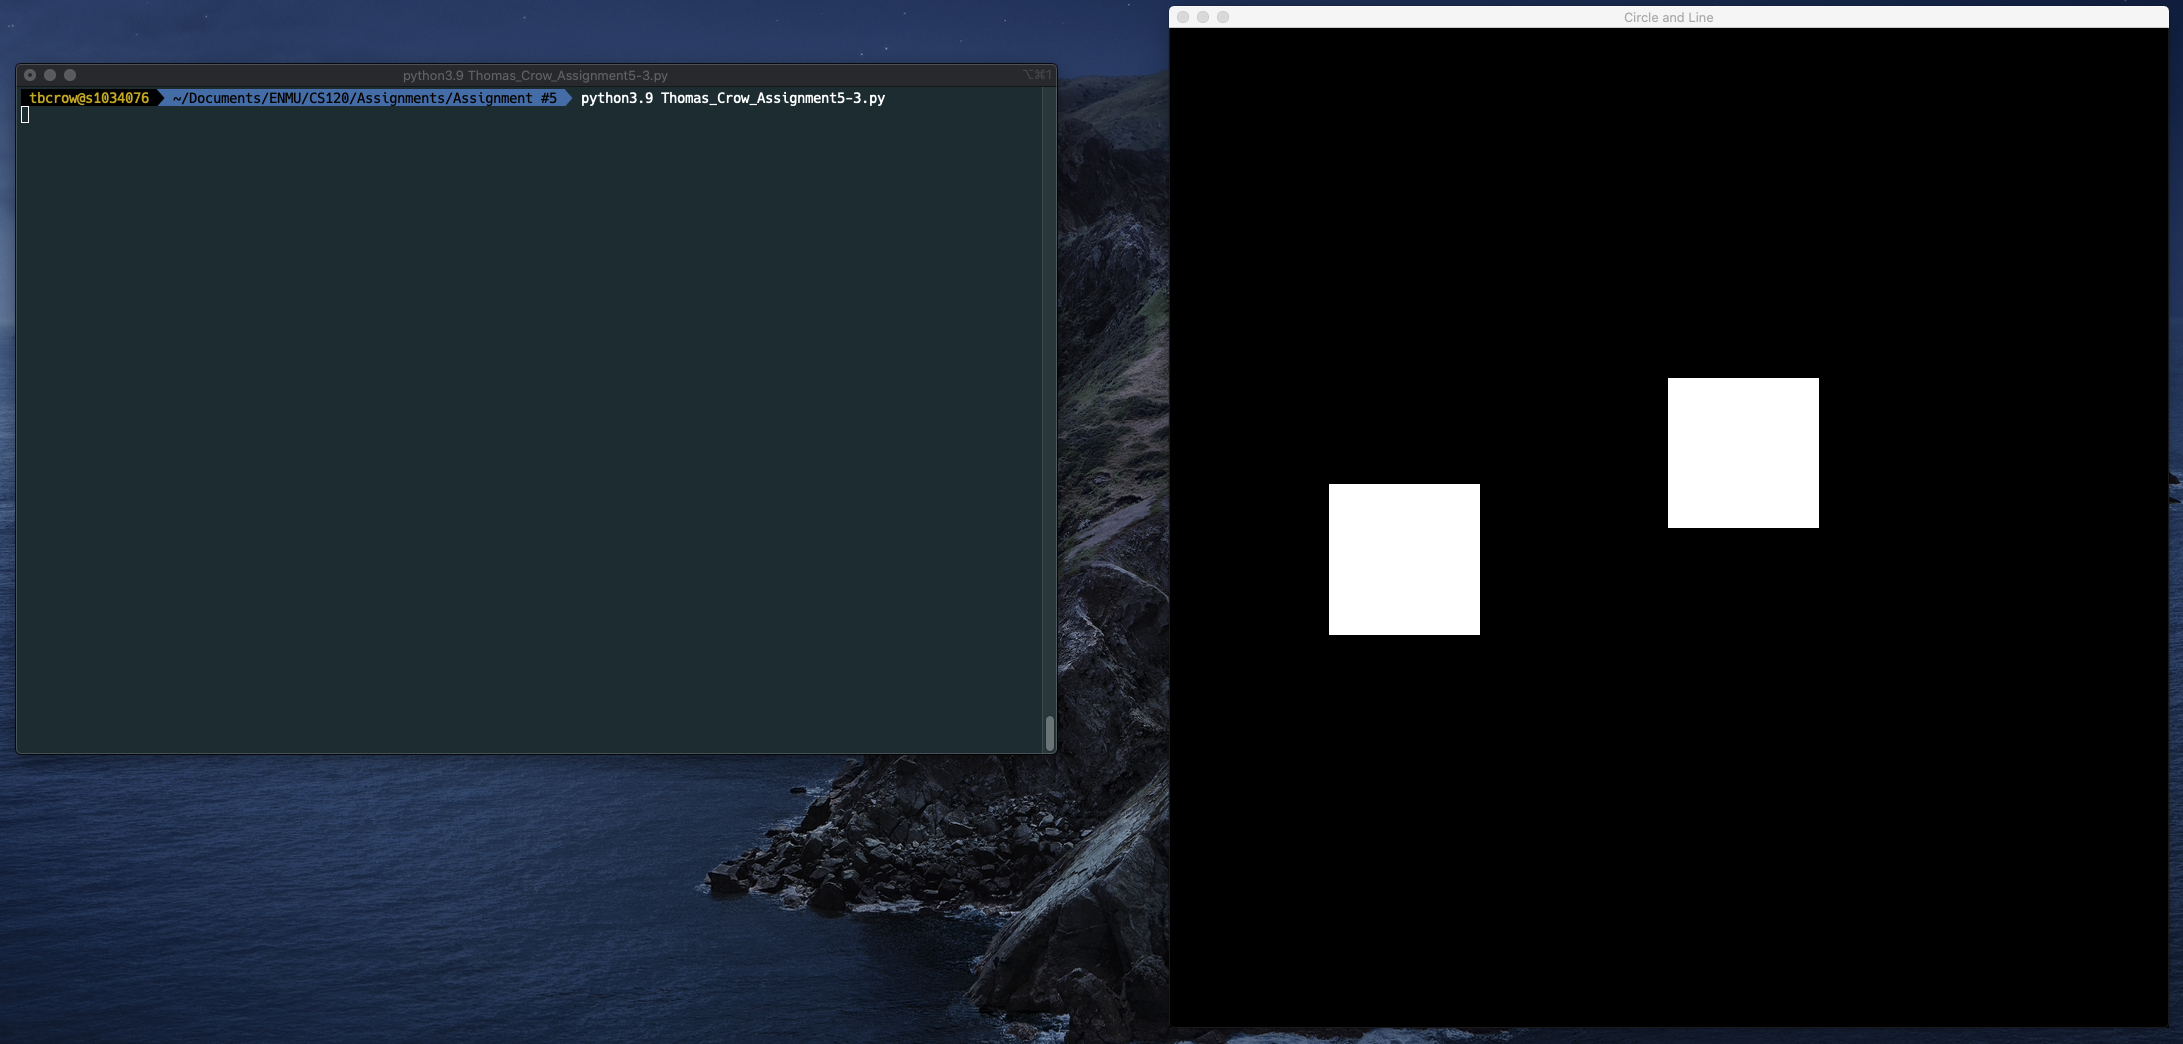 python3.9 Thomas_Crow_Assignment5-3.py
⌥⌘1
tbcrow@s1034076 ~/Documents/ENMU/CS120/Assignments/Assignment #5 python3.9 Thomas_Crow_Assignment5-3.py
Circle and Line